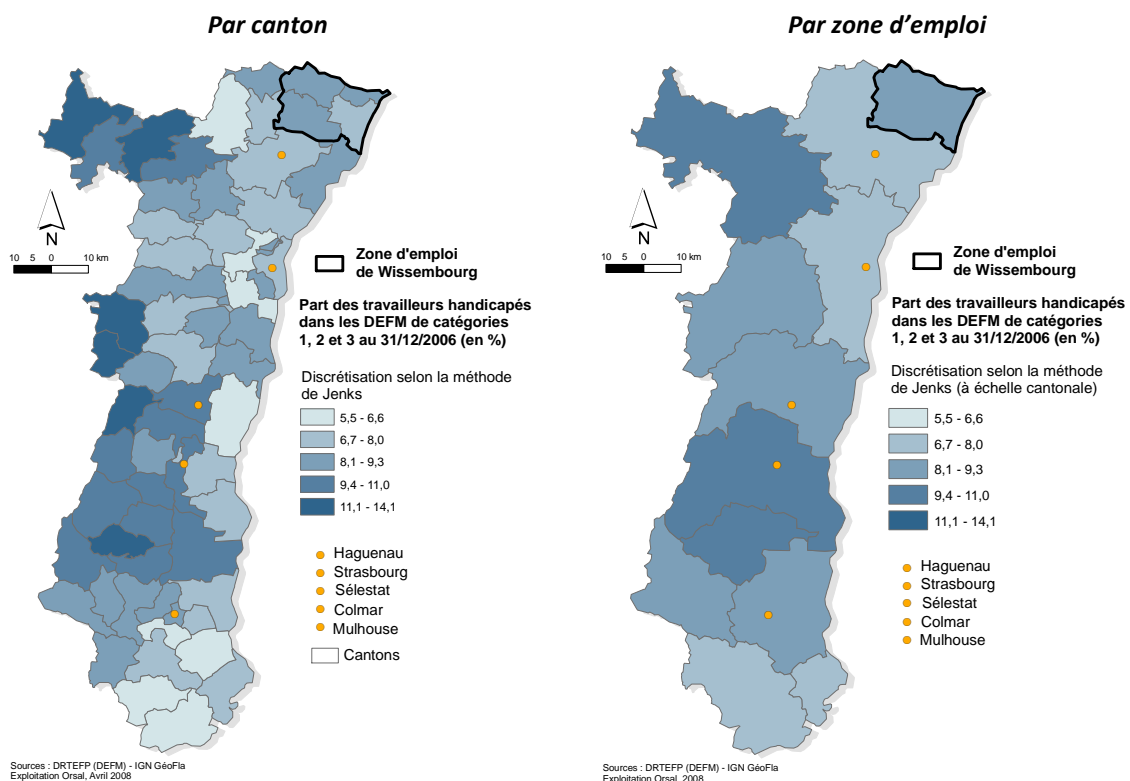 Par canton
N
10 5 0 10 km
Zone d'emploi
de Wissembourg
Part des travailleurs handicapés
dans les DEFM de catégories
1, 2 et 3 au 31/12/2006 (en %)
Discrétisation selon la méthode
de Jenks
5,5 - 6,6
6,7 - 8,0
8,1 - 9,3
9,4 - 11,0
11,1 - 14,1
Haguenau
Strasbourg
Sélestat
Colmar
Mulhouse
Cantons
Sources : DRTEFP (DEFM) - IGN GéoFla
Exploitation Orsal, Avril 2008
Par zone d'emploi
N
10 5 0 10 km
Zone d'emploi
de Wissembourg
Part des travailleurs handicapés
dans les DEFM de catégories
1, 2 et 3 au 31/12/2006 (en %)
Discrétisation selon la méthode
de Jenks (à échelle cantonale)
5,5 - 6,6
6,7 - 8,0
8,1 - 9,3
9,4 - 11,0
11,1 - 14,1
Haguenau
Strasbourg
Sélestat
Colmar
Mulhouse
Sources : DRTEFP (DEFM) - IGN GéoFla
Exploitation Orsal, 2008